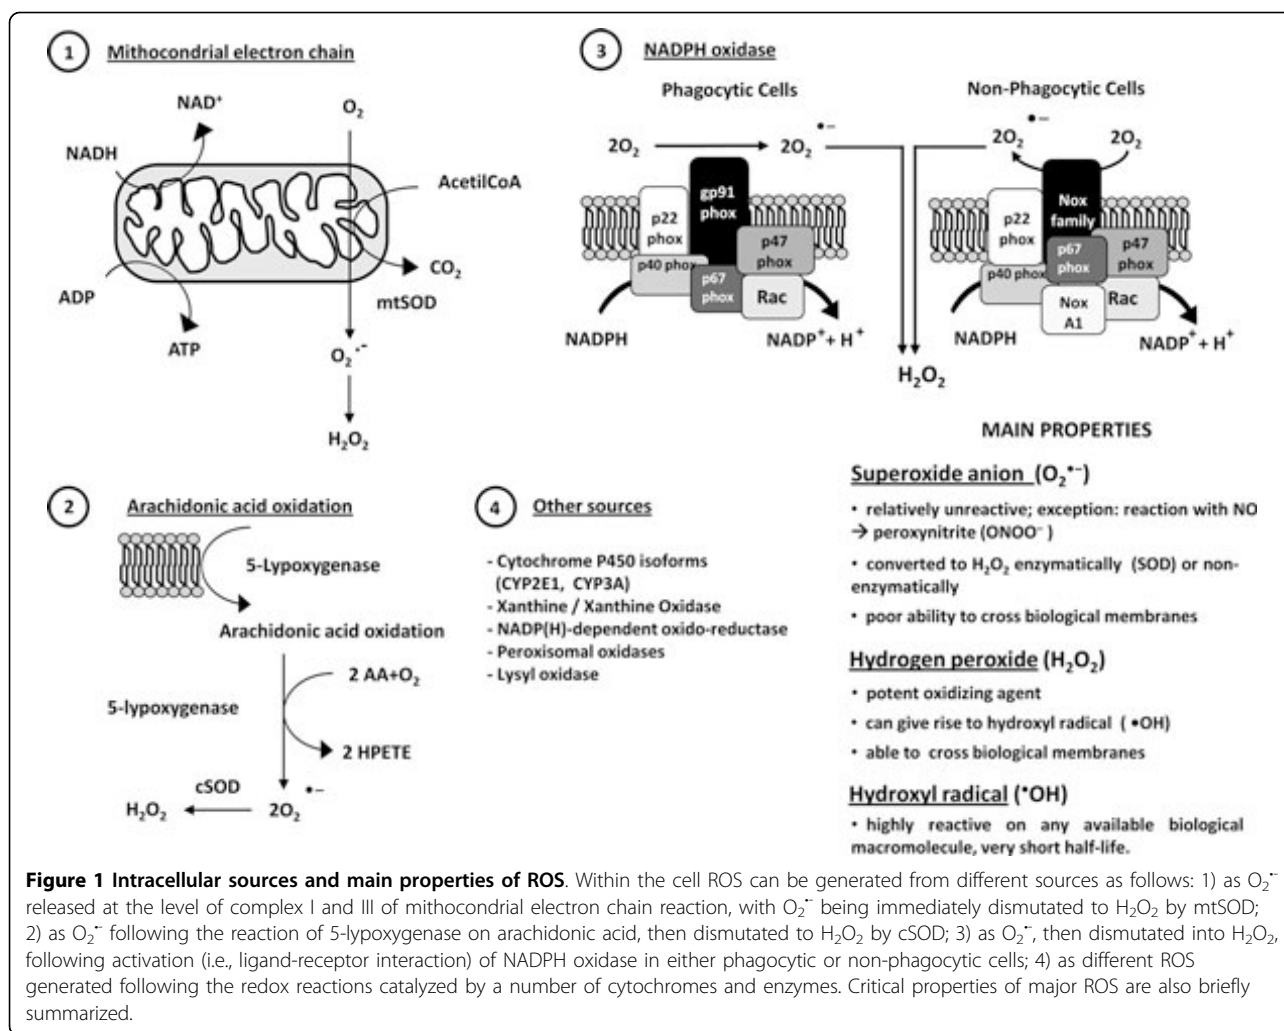 1 Mithocondrial electron chain
NAD⁺
O₂
NADH
AcetilCoA
CO₂
ADP
mtSOD
ATP
O₂•⁻
H₂O₂
3 NADPH oxidase
Phagocytic Cells
2O₂
2O₂•–
gp91
phox
p22
phox
p47
phox
p40 phox
p67
phox
Rac
NADPH
NADP⁺ + H⁺
Non-Phagocytic Cells
2O₂•–
2O₂
Nox
family
p22
phox
p67
phox
p47
phox
p40 phox
Nox
A1
Rac
NADPH
NADP⁺ + H⁺
H₂O₂
2 Arachidonic acid oxidation
5-Lypoxygenase
Arachidonic acid oxidation
2 AA+O₂
5-lypoxygenase
2 HPETE
cSOD
H₂O₂
2O₂•–
4 Other sources
- Cytochrome P450 isoforms
(CYP2E1, CYP3A)
- Xanthine / Xanthine Oxidase
- NADP(H)-dependent oxido-reductase
- Peroxisomal oxidases
- Lysyl oxidase
MAIN PROPERTIES
Superoxide anion (O₂•⁻)
• relatively unreactive; exception: reaction with NO
→ peroxynitrite (ONOO⁻ )
• converted to H₂O₂ enzymatically (SOD) or non-
enzymatically
• poor ability to cross biological membranes
Hydrogen peroxide (H₂O₂)
• potent oxidizing agent
• can give rise to hydroxyl radical ( •OH)
• able to cross biological membranes
Hydroxyl radical (•OH)
• highly reactive on any available biological
macromolecule, very short half-life.
Figure 1 Intracellular sources and main properties of ROS. Within the cell ROS can be generated from different sources as follows: 1) as O₂•⁻
released at the level of complex I and III of mithocondrial electron chain reaction, with O₂•⁻ being immediately dismutated to H₂O₂ by mtSOD;
2) as O₂•⁻ following the reaction of 5-lypoxygenase on arachidonic acid, then dismutated to H₂O₂ by cSOD; 3) as O₂•⁻, then dismutated into H₂O₂,
following activation (i.e., ligand-receptor interaction) of NADPH oxidase in either phagocytic or non-phagocytic cells; 4) as different ROS
generated following the redox reactions catalyzed by a number of cytochromes and enzymes. Critical properties of major ROS are also briefly
summarized.